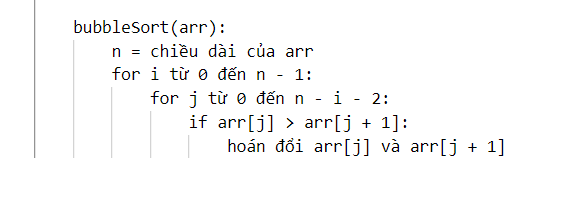 bubbleSort(arr):
n = chiều dài của arr
for i từ 0 đến n - 1:
for j từ 0 đến n - i - 2:
if arr[j] > arr[j + 1]:
hoán đổi arr[j] và arr[j + 1]